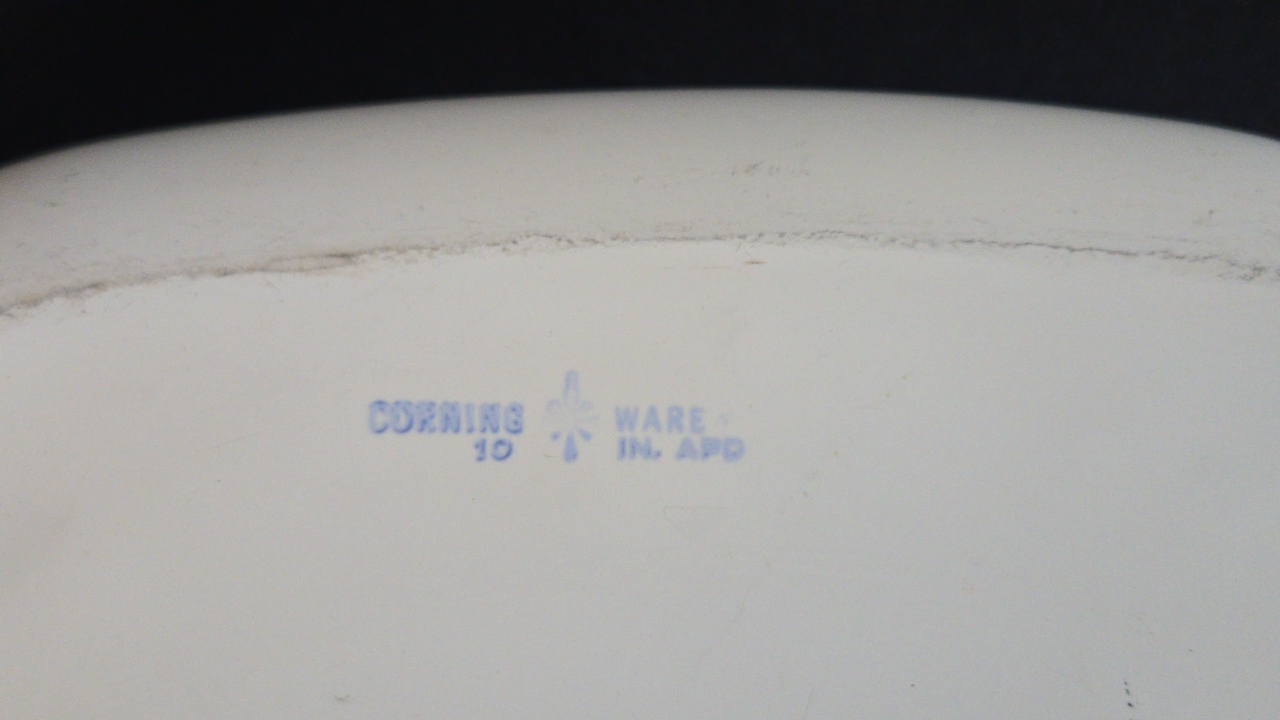 CORNING WARE
10 IN. APD